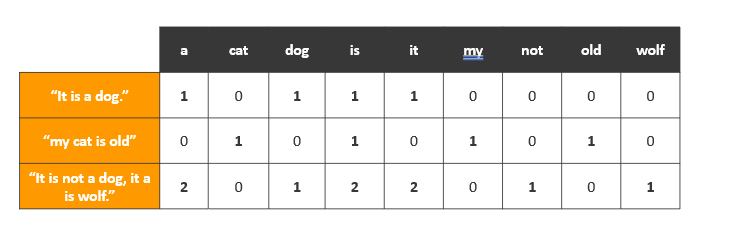 a cat dog is it my not old wolf
“It is a dog.” 1 0 1 1 1 0 0 0 0
“my cat is old” 0 1 0 1 0 1 0 1 0
“It is not a dog, it a
is wolf.” 2 0 1 2 2 0 1 0 1